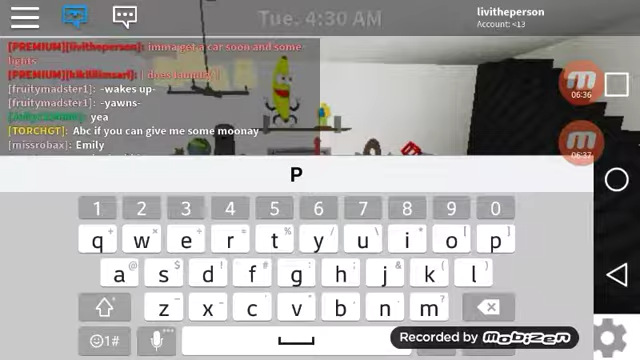 Tue. 4:30 AM
livitheperson
Account: <13
[PREMIUM][livitheperson]: imma get a car soon and some
lights
[fruitymadster1]: -wakes up-
[fruitymadster1]: -yawns-
yea
[TORCHGT]: Abc if you can give me some moonay
[missrobax]: Emily
06:36
06:37
P
1 2 3 4 5 6 7 8 9 0
q w e r t y u i o p
a s d f g h j k l
z x c v b n m
1#
Recorded by mobizen